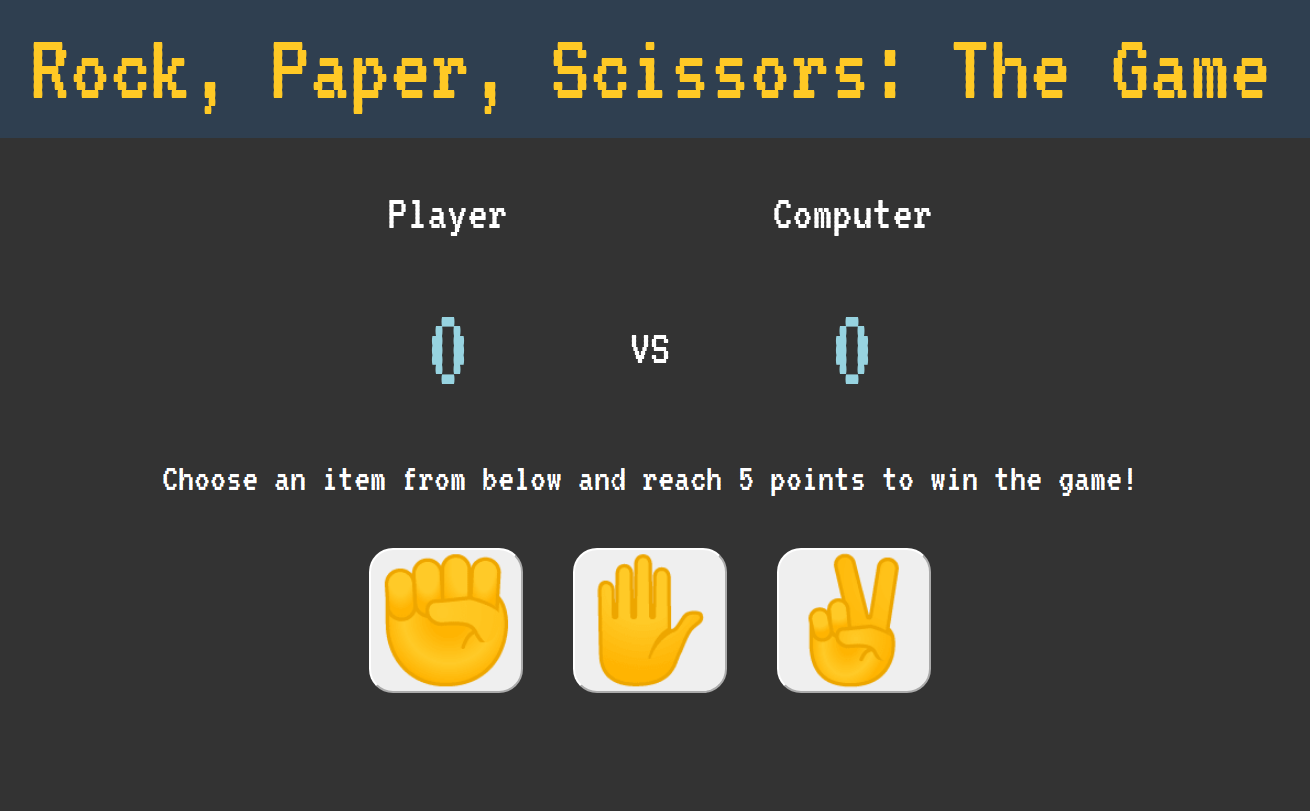 Rock, Paper, Scissors: The Game
Player Computer
0 VS 0
Choose an item from below and reach 5 points to win the game!